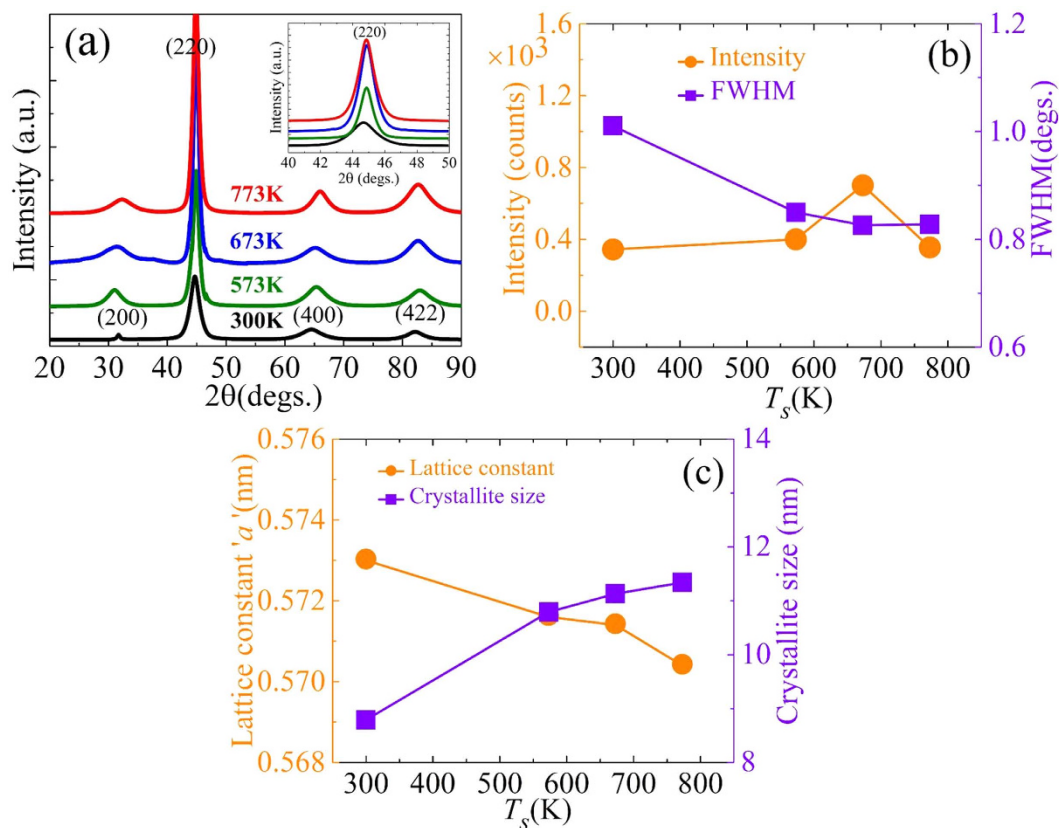 (a)
(220)
773K
673K
573K
300K
(200)
(400)
(422)
Intensity (a.u.)
20 30 40 50 60 70 80 90
2θ(degs.)
(220)
Intensity (a.u.)
40 42 44 46 48 50
2θ (degs.)
(b)
×10³
Intensity
FWHM
Intensity (counts)
1.6
1.2
0.8
0.4
0.0
FWHM(degs.)
1.2
1.0
0.8
0.6
300 400 500 600 700 800
Tₛ(K)
(c)
Lattice constant
Crystallite size
Lattice constant 'a'(nm)
0.576
0.574
0.572
0.570
0.568
Crystallite size (nm)
14
12
10
8
300 400 500 600 700 800
Tₛ(K)